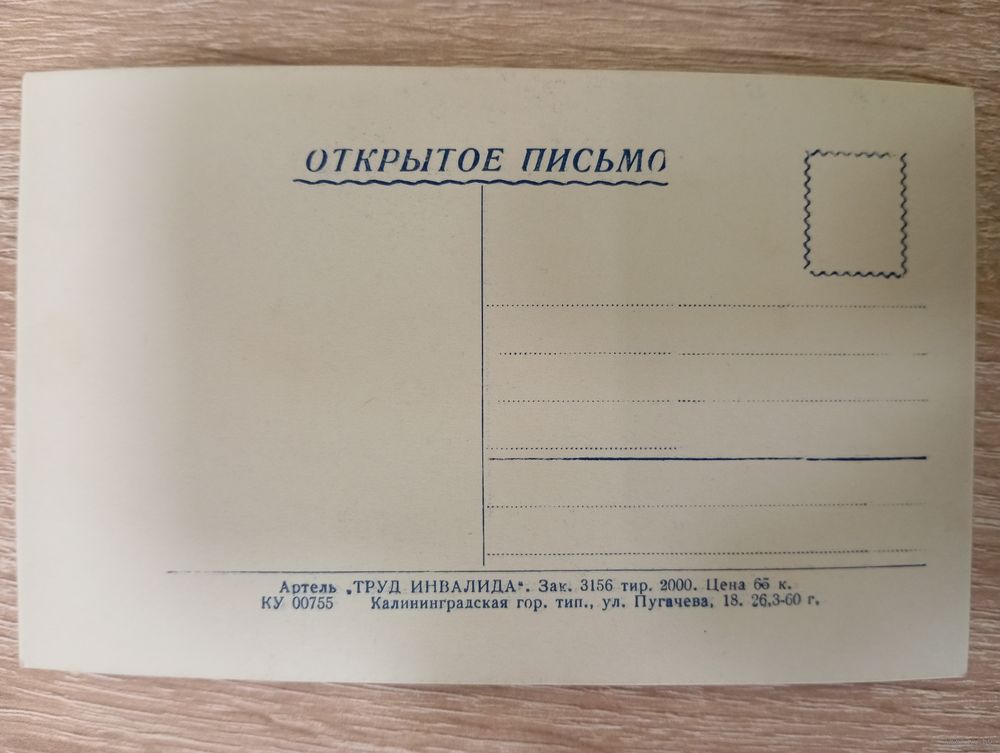 ОТКРЫТОЕ ПИСЬМО
Артель „ТРУД ИНВАЛИДА“. Зак. 3156 тир. 2000. Цена 65 к.
КУ 00755 Калининградская гор. тип., ул. Пугачева, 18. 26.3-60 г.